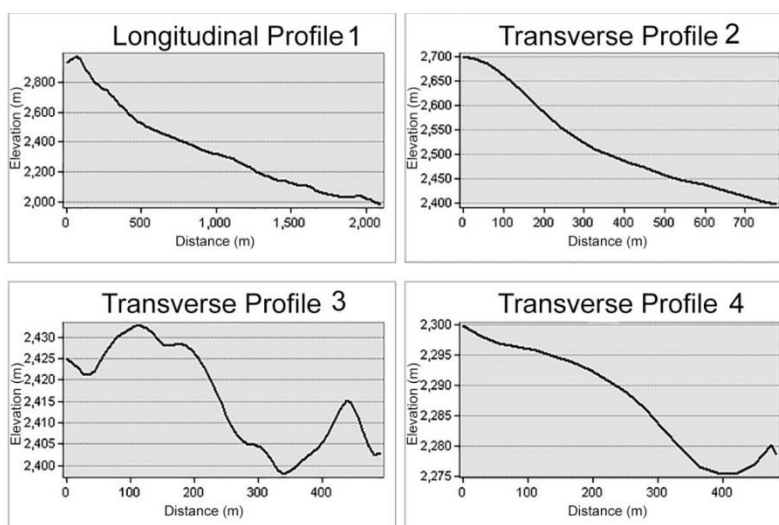 Longitudinal Profile 1
Elevation (m)
2,800
2,600
2,400
2,200
2,000
0 500 1,000 1,500 2,000
Distance (m)
Transverse Profile 2
Elevation (m)
2,700
2,650
2,600
2,550
2,500
2,450
2,400
0 100 200 300 400 500 600 700
Distance (m)
Transverse Profile 3
Elevation (m)
2,430
2,425
2,420
2,415
2,410
2,405
2,400
0 100 200 300 400
Distance (m)
Transverse Profile 4
Elevation (m)
2,300
2,295
2,290
2,285
2,280
2,275
0 100 200 300 400
Distance (m)